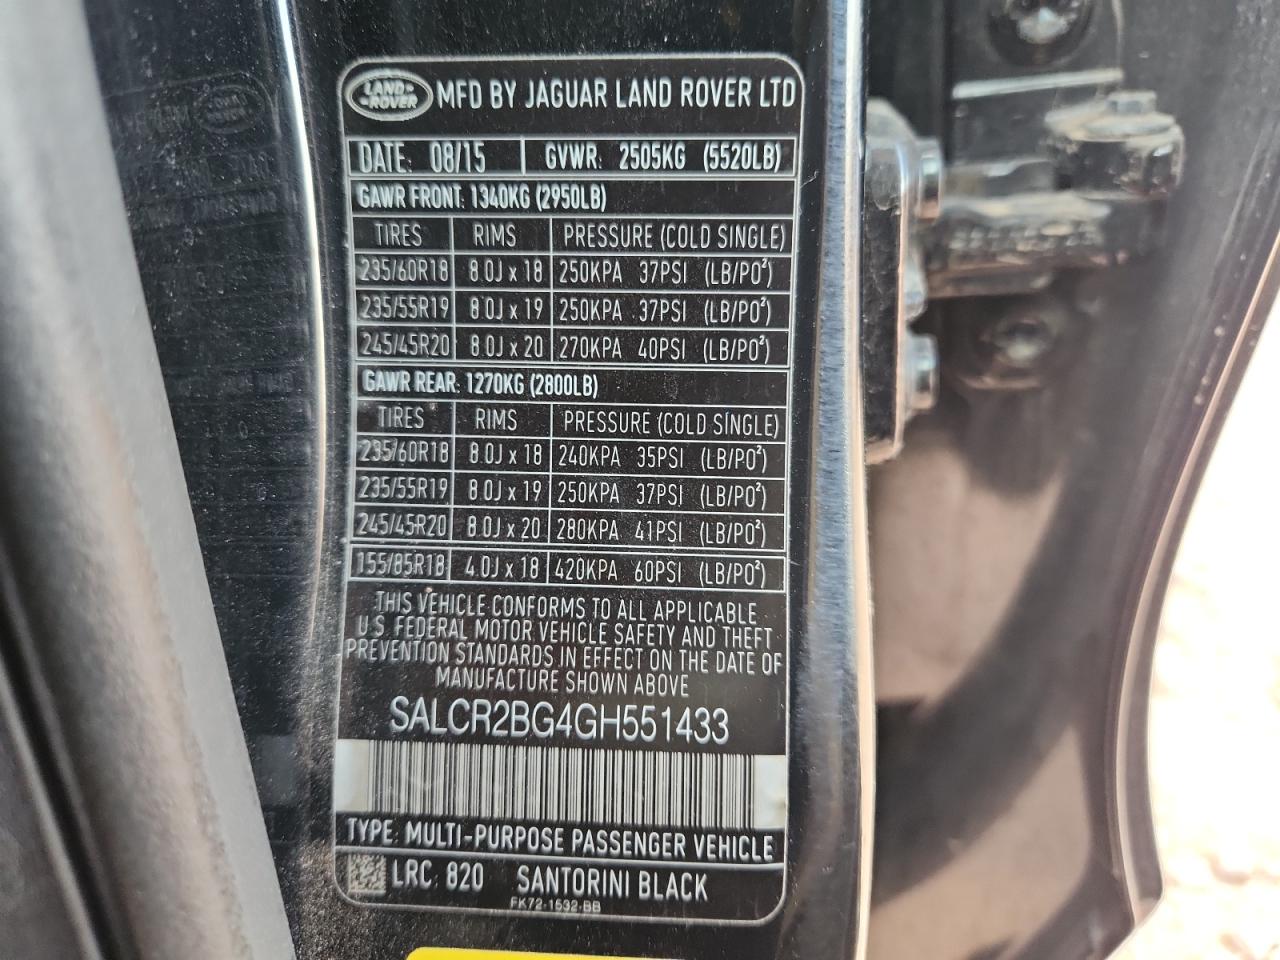 LAND ROVER MFD BY JAGUAR LAND ROVER LTD
DATE: 08/15 GVWR: 2505KG (5520LB)
GAWR FRONT: 1340KG (2950LB)
TIRES RIMS PRESSURE (COLD SINGLE)
235/60R18 8.0J x 18 250KPA 37PSI (LB/PO²)
235/55R19 8.0J x 19 250KPA 37PSI (LB/PO²)
245/45R20 8.0J x 20 270KPA 40PSI (LB/PO²)
GAWR REAR: 1270KG (2800LB)
TIRES RIMS PRESSURE (COLD SINGLE)
235/60R18 8.0J x 18 240KPA 35PSI (LB/PO²)
235/55R19 8.0J x 19 250KPA 37PSI (LB/PO²)
245/45R20 8.0J x 20 280KPA 41PSI (LB/PO²)
155/85R18 4.0J x 18 420KPA 60PSI (LB/PO²)
THIS VEHICLE CONFORMS TO ALL APPLICABLE
U.S FEDERAL MOTOR VEHICLE SAFETY AND THEFT
PREVENTION STANDARDS IN EFFECT ON THE DATE OF
MANUFACTURE SHOWN ABOVE
SALCR2BG4GH551433
TYPE: MULTI-PURPOSE PASSENGER VEHICLE
LRC: 820 SANTORINI BLACK
FK72-1532-BB